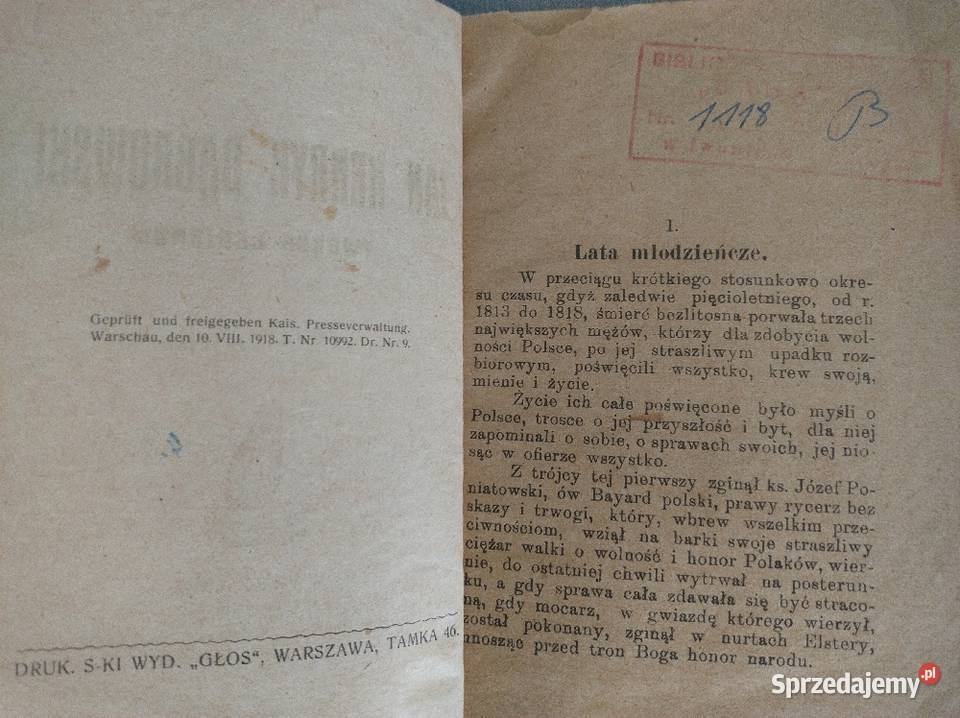 Geprüft und freigegeben Kais. Presseverwaltung.
Warschau, den 10. VIII. 1918. T. Nr 10992. Dr. Nr. 9.
DRUK. S-KI WYD. „GŁOS“, WARSZAWA, TAMKA 46.
Nr. 1118 B
1.
Lata młodzieńcze.
W przeciągu krótkiego stosunkowo okre-
su czasu, gdyż zaledwie pięcioletniego, od r.
1813 do 1818, śmierć bezlitosna porwała trzech
największych mężów, którzy dla zdobycia wol-
ności Polsce, po jej straszliwym upadku roz-
biorowym, poświęcili wszystko, krew swoją,
mienie i życie.
Życie ich całe poświęcone było myśli o
Polsce, trosce o jej przyszłość i byt, dla niej
zapominali o sobie, o sprawach swoich, jej nio-
sąc w ofierze wszystko.
Z trójcy tej pierwszy zginął ks. Józef Po-
niatowski, ów Bayard polski, prawy rycerz bez
skazy i trwogi, który, wbrew wszelkim prze-
ciwnościom, wziął na barki swoje straszliwy
ciężar walki o wolność i honor Polaków, wier-
nie, do ostatniej chwili wytrwał na posterun-
ku, a gdy sprawa cała zdawała się być straco-
ną, gdy mocarz, w gwiazdę którego wierzył,
został pokonany, zginął w nurtach Elstery,
unosząc przed tron Boga honor narodu.
Sprzedajemy.pl